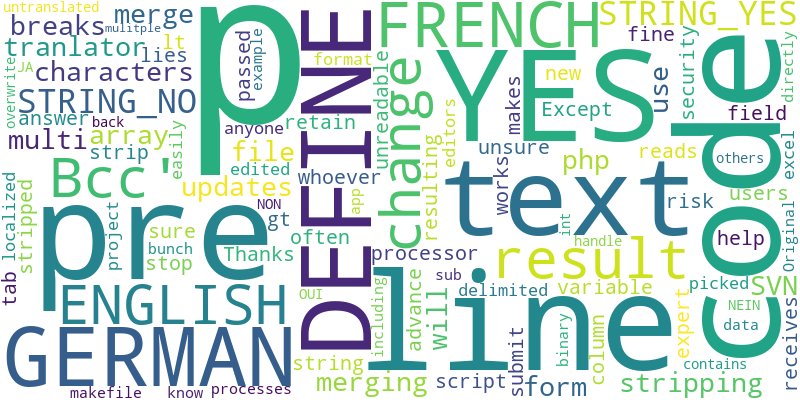 untranslated
merge
mulitple
breaks
tranlator
lt
lies
JA
characters
overwrite
STRING_NO
answer
back
multi
array
strip
easily
Bcc'
file
updates
pre
p
passed
example
retain
anyone
edited
whoever
NON
gt
often
Thanks
localized
stripped
project
sure
bunch
stop
tab
ENGLISH
GERMAN
OUI
string
makefile
know
processes
DEFINE
format
FRENCH
unreadable
change
editors
resulting
processor
including
advance
will
sub
merging
script
line
YES
STRING_YES
fine
makes
new
Except
use
security
directly
field
unsure
php
reads
works
risk
text
int
app
handle
result
delimited
variable
binary
column
submit
form
expert
stripping
code
others
excel
users
help
picked
Original
SVN
NEIN
data
contains
receives